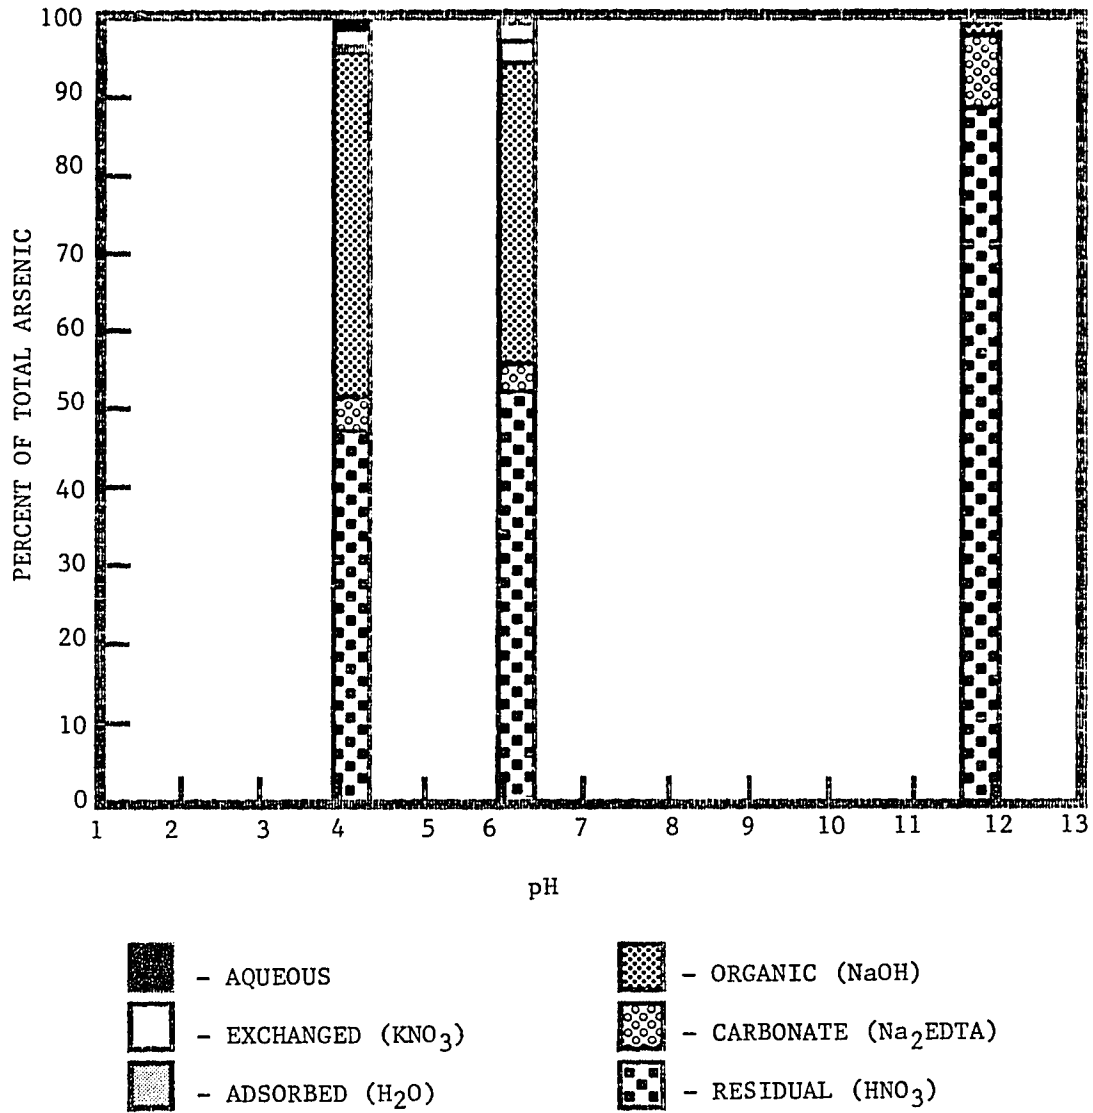 100
90
80
70
60
50
40
30
20
10
0
PERCENT OF TOTAL ARSENIC
1 2 3 4 5 6 7 8 9 10 11 12 13
pH
- AQUEOUS
- EXCHANGED (KNO3)
- ADSORBED (H2O)
- ORGANIC (NaOH)
- CARBONATE (Na2EDTA)
- RESIDUAL (HNO3)